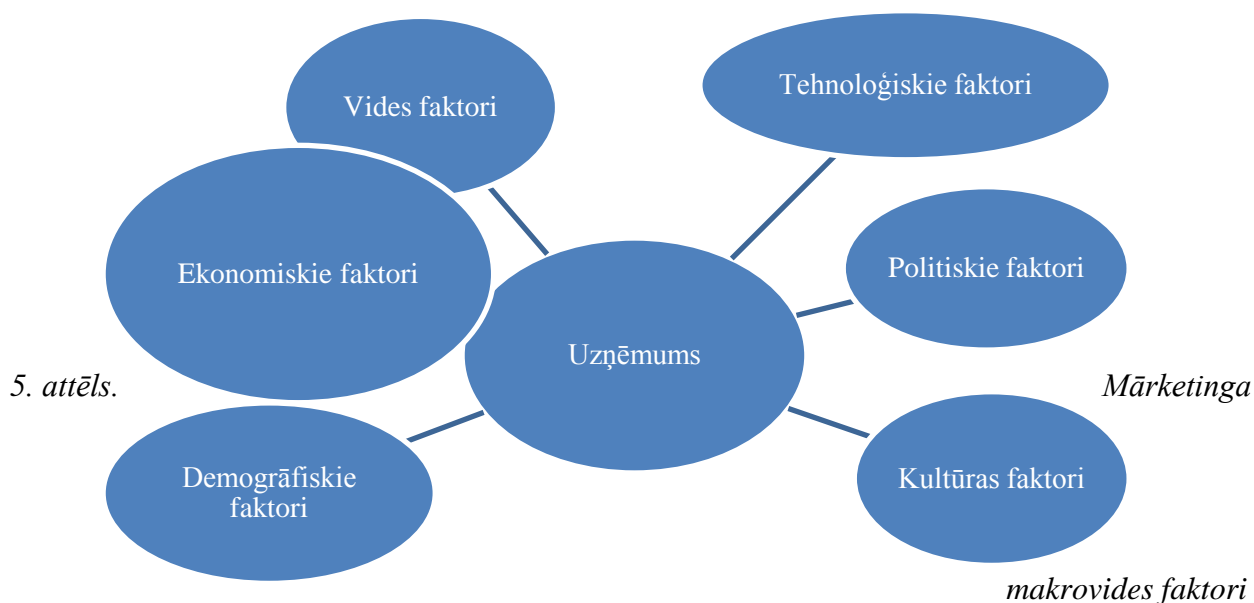 Vides faktori
Tehnoloģiskie faktori
Ekonomiskie faktori
Politiskie faktori
Uzņēmums
5. attēls.
Mārketinga
Demogrāfiskie
faktori
Kultūras faktori
makrovides faktori